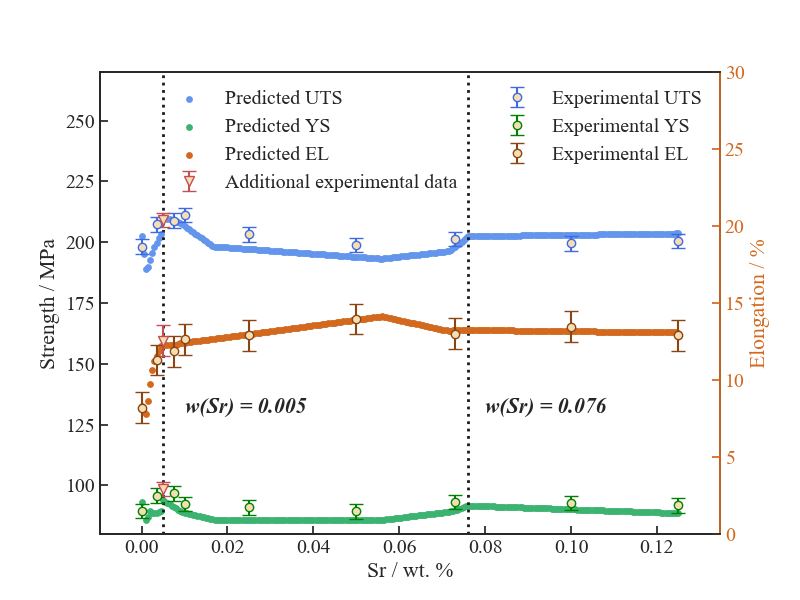 Predicted UTS
Predicted YS
Predicted EL
Additional experimental data
Experimental UTS
Experimental YS
Experimental EL
w(Sr) = 0.005
w(Sr) = 0.076
Strength / MPa
250
225
200
175
150
125
100
Elongation / %
30
25
20
15
10
5
0
0.00
0.02
0.04
0.06
0.08
0.10
0.12
Sr / wt. %